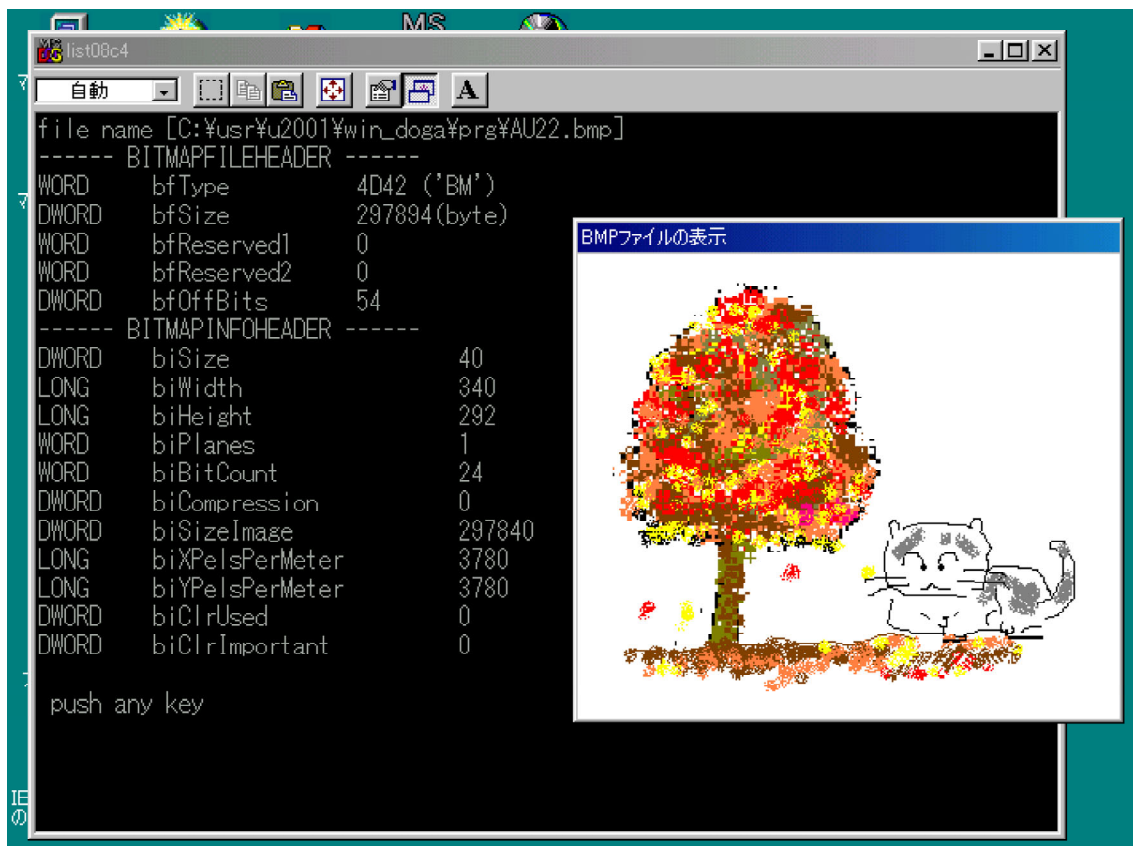 MS
list08c4
自動
A
file name [C:¥usr¥u2001¥win_doga¥prg¥AU22.bmp]
------ BITMAPFILEHEADER ------
WORD bfType 4D42 ('BM')
DWORD bfSize 297894(byte)
WORD bfReserved1 0
WORD bfReserved2 0
DWORD bfOffBits 54
------ BITMAPINFOHEADER ------
DWORD biSize 40
LONG biWidth 340
LONG biHeight 292
WORD biPlanes 1
WORD biBitCount 24
DWORD biCompression 0
DWORD biSizeImage 297840
LONG biXPelsPerMeter 3780
LONG biYPelsPerMeter 3780
DWORD biClrUsed 0
DWORD biClrImportant 0
push any key
BMPファイルの表示
IE
の